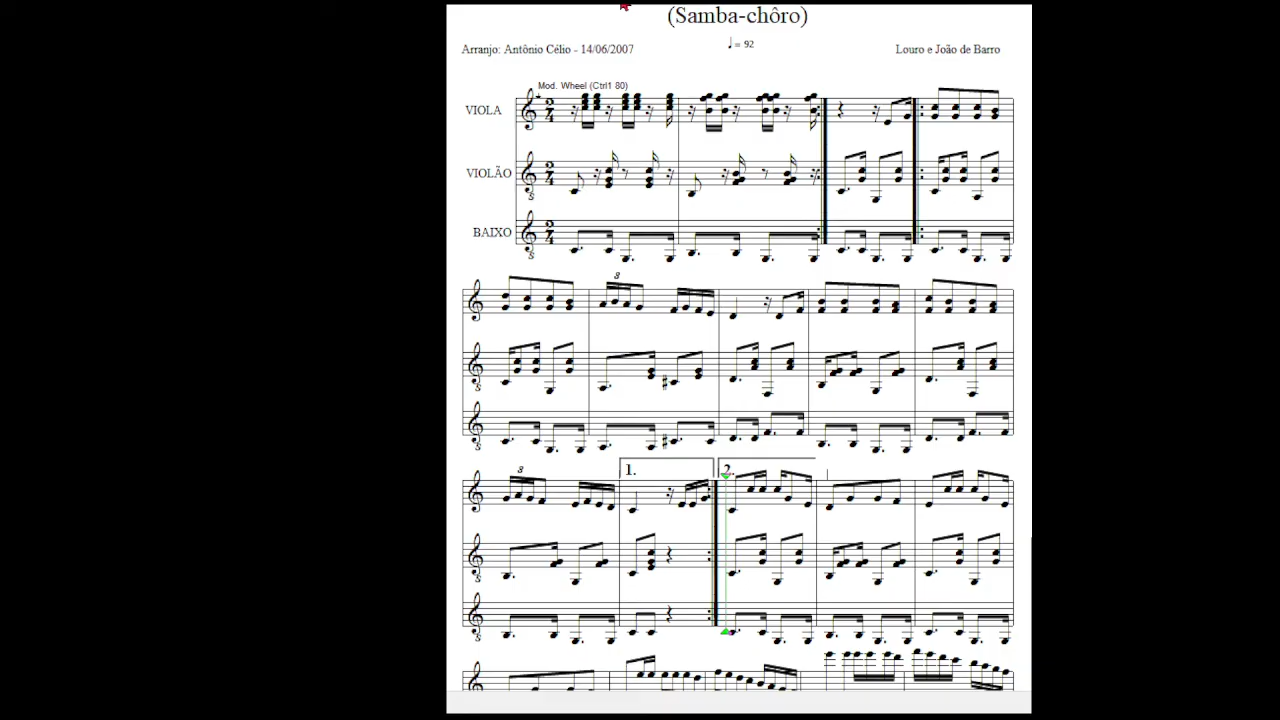 (Samba-chôro)
= 92
Arranjo: Antônio Célio - 14/06/2007
Louro e João de Barro
Mod. Wheel (Ctrl1 80)
VIOLA
VIOLÃO
BAIXO
3
3
1.
2.